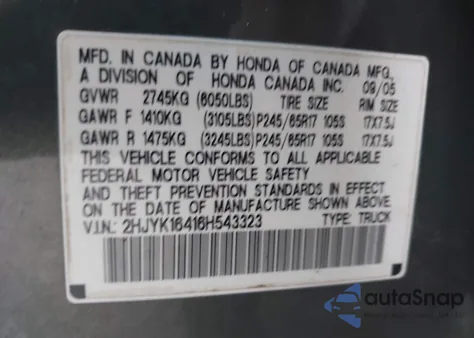 MFD. IN CANADA BY HONDA OF CANADA MFG.,
A DIVISION OF HONDA CANADA INC. 09/05
GVWR 2745KG (6050LBS) TIRE SIZE RIM SIZE
GAWR F 1410KG (3105LBS) P245/65R17 105S 17X7.5J
GAWR R 1475KG (3245LBS) P245/65R17 105S 17X7.5J
THIS VEHICLE CONFORMS TO ALL APPLICABLE
FEDERAL MOTOR VEHICLE SAFETY
AND THEFT PREVENTION STANDARDS IN EFFECT
ON THE DATE OF MANUFACTURE SHOWN ABOVE.
V.I.N.: 2HJYK16416H543323 TYPE: TRUCK
autoSnap